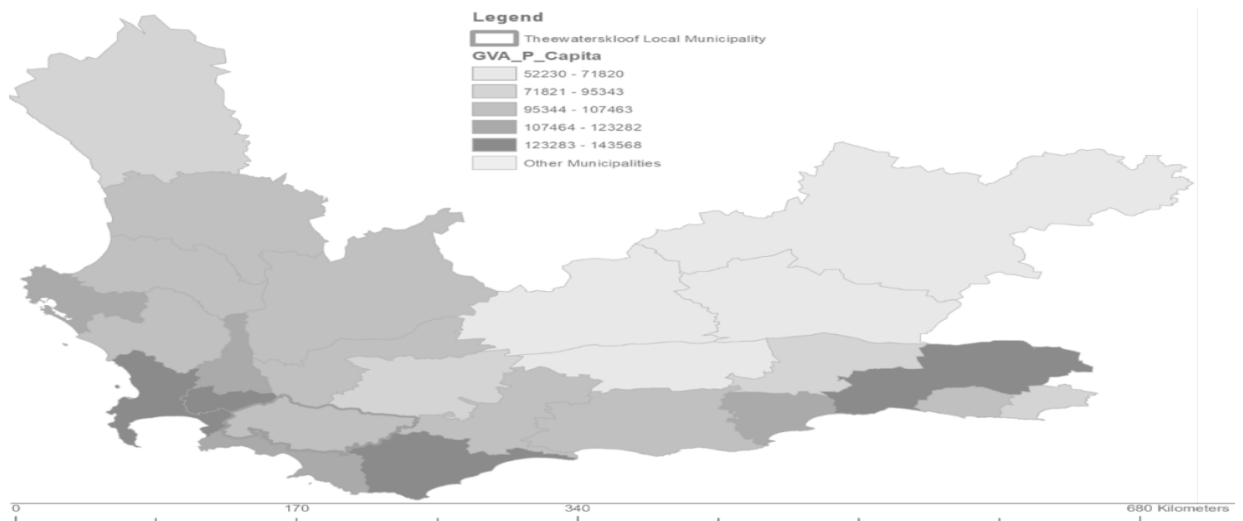 Legend
Theewaterskloof Local Municipality
GVA_P_Capita
52230 - 71820
71821 - 95343
95344 - 107463
107464 - 123282
123283 - 143568
Other Municipalities
0 170 340 680 Kilometers